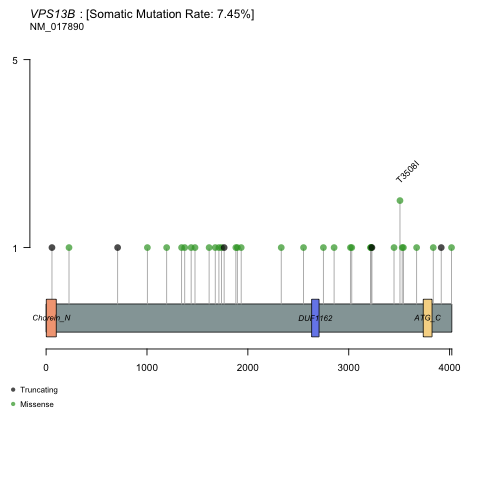 VPS13B : [Somatic Mutation Rate: 7.45%]
NM_017890
5
T3508I
1
Chorein_N
DUF1162
ATG_C
0 1000 2000 3000 4000
Truncating
Missense